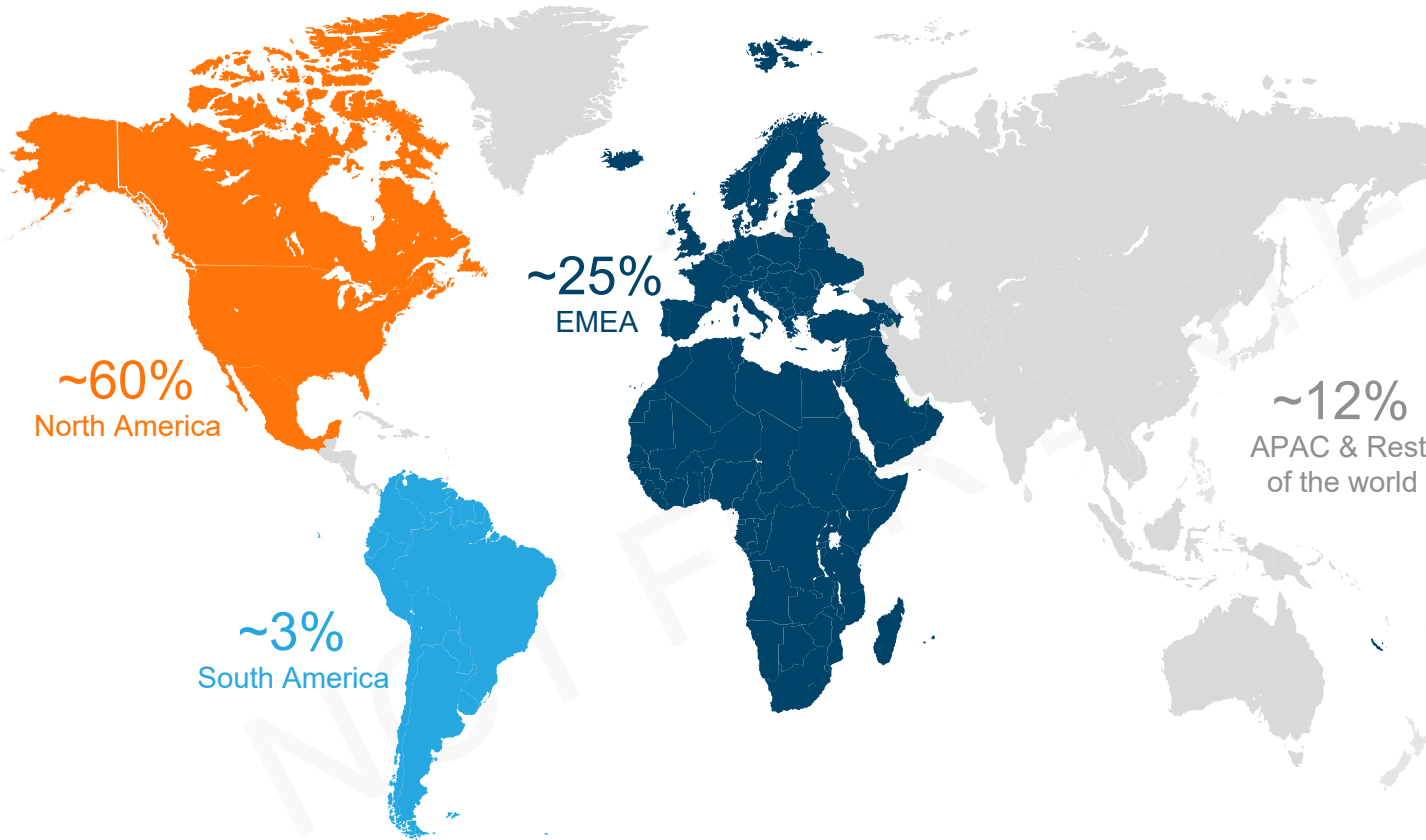 ~25%
EMEA
~60%
North America
~12%
APAC & Rest
of the world
~3%
South America